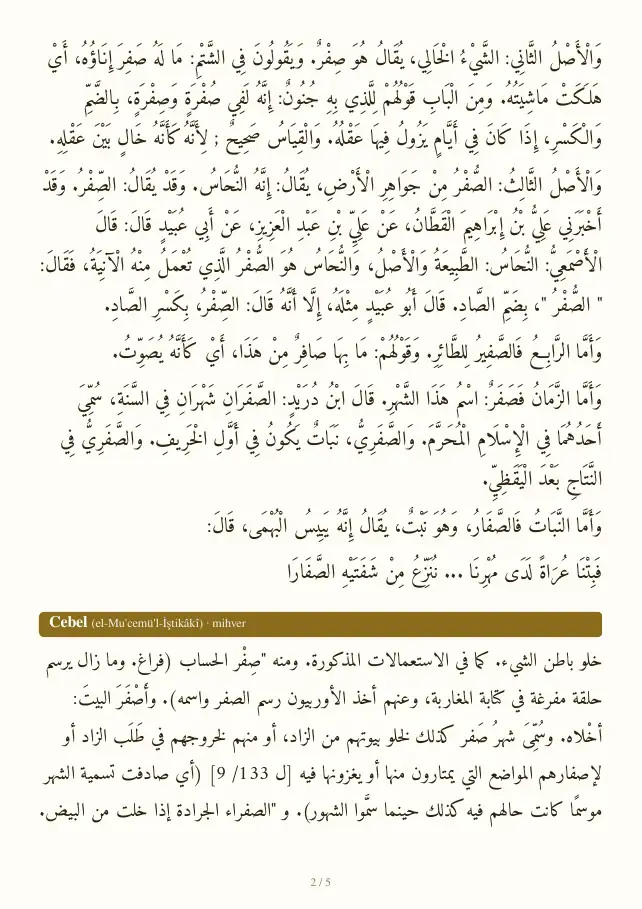 وَالْأَصْلُ الثَّانِي: الشَّيْءُ الْخَالِي، يُقَالُ هُوَ صِفْرٌ. وَيَقُولُونَ فِي الشَّتْمِ: مَا لَهُ صَفِرَ إِنَاؤُهُ، أَيْ
هَلَكَتْ مَاشِيَتُهُ. وَمِنَ الْبَابِ قَوْلُهُمْ لِلَّذِي بِهِ جُنُونٌ: إِنَّهُ لَفِي صُفْرَةٍ وَصِفْرَةٍ، بِالضَّمِّ
وَالْكَسْرِ، إِذَا كَانَ فِي أَيَّامٍ يَزُولُ فِيهَا عَقْلُهُ. وَالْقِيَاسُ صَحِيحٌ ; لِأَنَّهُ كَأَنَّهُ خَالٍ بَيْنَ عَقْلِهِ.
وَالْأَصْلُ الثَّالِثُ: الصُّفْرُ مِنْ جَوَاهِرِ الْأَرْضِ، يُقَالُ: إِنَّهُ النُّحَاسُ. وَقَدْ يُقَالُ: الصِّفْرُ. وَقَدْ
أَخْبَرَنِي عَلِيُّ بْنُ إِبْرَاهِيمَ الْقَطَّانُ، عَنْ عَلِيِّ بْنِ عَبْدِ الْعَزِيزِ، عَنْ أَبِي عُبَيْدٍ قَالَ: قَالَ
الْأَصْمَعِيُّ: النُّحَاسُ: الطَّبِيعَةُ وَالْأَصْلُ، وَالنُّحَاسُ هُوَ الصُّفْرُ الَّذِي تُعْمَلُ مِنْهُ الْآنِيَةُ، فَقَالَ:
" الصُّفْرُ "، بِضَمِّ الصَّادِ. قَالَ أَبُو عُبَيْدٍ مِثْلَهُ، إِلَّا أَنَّهُ قَالَ: الصِّفْرُ، بِكَسْرِ الصَّادِ.
وَأَمَّا الرَّابِعُ فَالصَّفِيرُ لِلطَّائِرِ. وَقَوْلُهُمْ: مَا بِهَا صَافِرٌ مِنْ هَذَا، أَيْ كَأَنَّهُ يُصَوِّتُ.
وَأَمَّا الزَّمَانُ فَصَفَرٌ: اسْمُ هَذَا الشَّهْرِ. قَالَ ابْنُ دُرَيْدٍ: الصَّفَرَانِ شَهْرَانِ فِي السَّنَةِ، سُمِّيَ
أَحَدُهُمَا فِي الْإِسْلَامِ الْمُحَرَّمَ. وَالصَّفَرِيُّ، نَبَاتٌ يَكُونُ فِي أَوَّلِ الْخَرِيفِ. وَالصَّفَرِيُّ فِي
النَّتَاجِ بَعْدَ الْيَقَظِيِّ.
وَأَمَّا النَّبَاتُ فَالصَّفَارُ، وَهُوَ نَبْتٌ، يُقَالُ إِنَّهُ يَبِيسُ الْبُهْمَى، قَالَ:
فَبِتْنَا عُرَاةً لَدَى مُهْرِنَا ... نُنَزِّعُ مِنْ شَفَتَيْهِ الصَّفَارَا
Cebel (el-Mu'cemü'l-İştikâkî) · mihver
خلو باطن الشيء. كما في الاستعمالات المذكورة. ومنه "صِفْر الحساب (فراغ. وما زال يرسم
حلقة مفرغة في كتابة المغاربة، وعنهم أخذ الأوربيون رسم الصفر واسمه). وأصْفَرَ البيتَ:
أخْلاه. وسُمِّىَ شهرُ صَفر كذلك لخلو بيوتهم من الزاد، أو منهم لخروجهم في طَلَب الزاد أو
لإصفارهم المواضع التي يمتارون منها أو يغزونها فيه [ل 133/ 9] (أي صادفت تسمية الشهر
موسمًا كانت حالهم فيه كذلك حينما سمَّوا الشهور). و "الصفراء الجرادة إذا خلت من البيض.
2 / 5